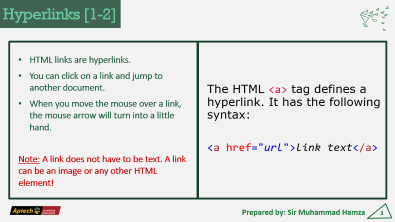 Hyperlinks [1-2]
• HTML links are hyperlinks.
• You can click on a link and jump to
another document.
• When you move the mouse over a link,
the mouse arrow will turn into a little
hand.
Note: A link does not have to be text. A link
can be an image or any other HTML
element!
The HTML <a> tag defines a
hyperlink. It has the following
syntax:
<a href="url">link text</a>
Aptech
Prepared by: Sir Muhammad Hamza
3